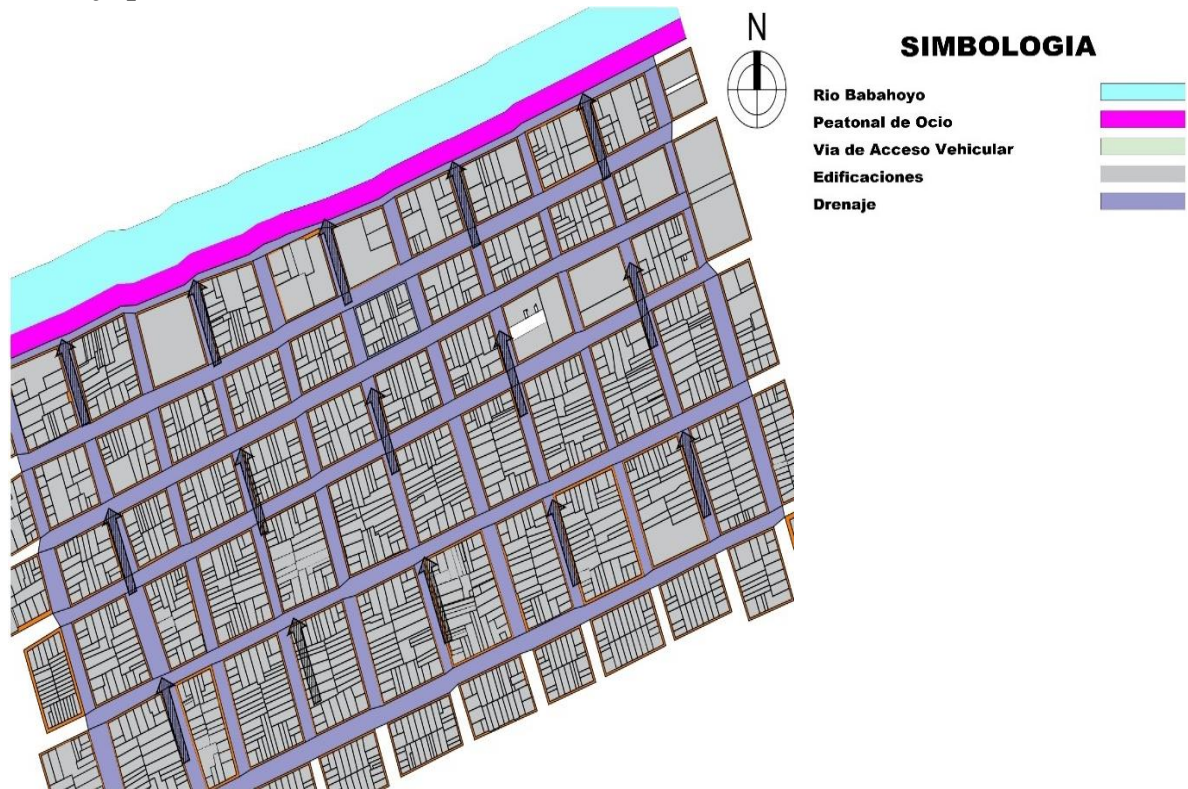 N
SIMBOLOGIA
Rio Babahoyo
Peatonal de Ocio
Via de Acceso Vehicular
Edificaciones
Drenaje